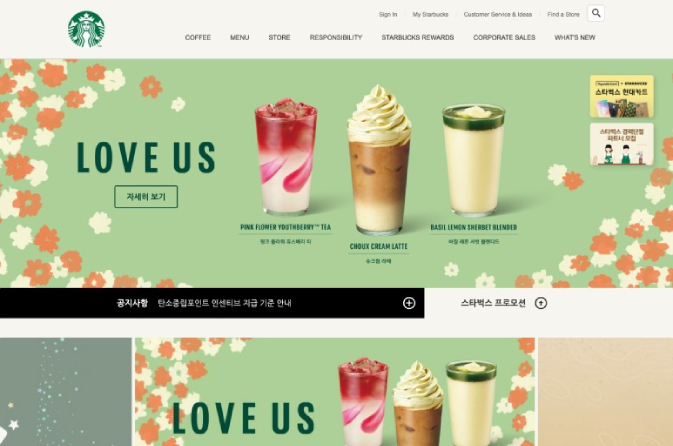 Sign In
My Starbucks
Customer Service & Ideas
Find a Store
COFFEE
MENU
STORE
RESPONSIBILITY
STARBUCKS REWARDS
CORPORATE SALES
WHAT'S NEW
LOVE US
자세히 보기
PINK FLOWER YOUTHBERRY™ TEA
핑크 플라워 유스베리 티
CHOUX CREAM LATTE
슈크림 라떼
BASIL LEMON SHERBET BLENDED
바질 레몬 셔벗 블렌디드
스타벅스 현대카드
스타벅스 경력단절
파트너 모집
공지사항 탄소중립포인트 인센티브 지급 기준 안내
스타벅스 프로모션
LOVE US